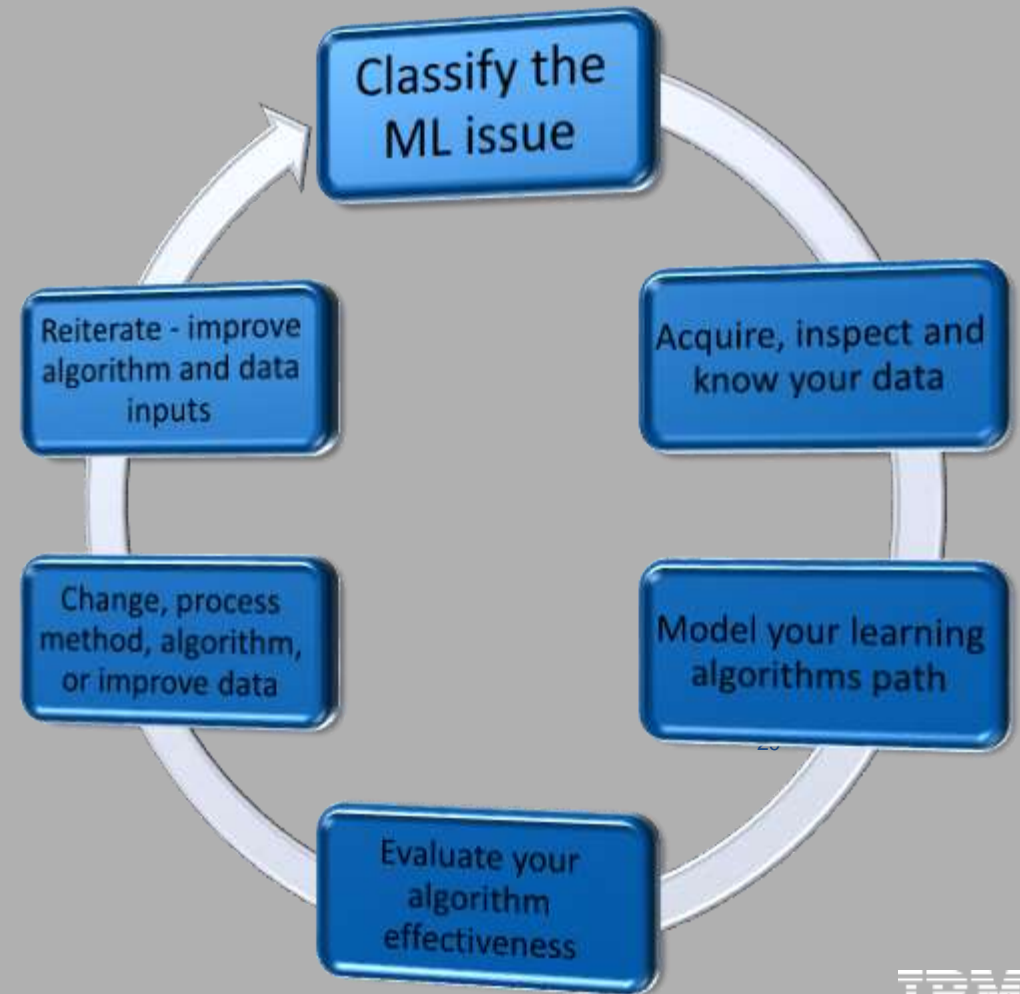 Classify the
ML issue
Acquire, inspect and
know your data
Model your learning
algorithms path
Evaluate your
algorithm
effectiveness
Change, process
method, algorithm,
or improve data
Reiterate - improve
algorithm and data
inputs